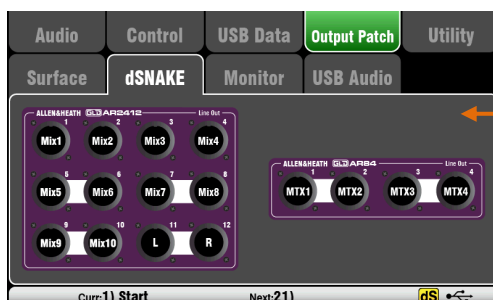 Audio Control USB Data Output Patch Utility
Surface dSNAKE Monitor USB Audio
ALLEN&HEATH GLD AR2412 Line Out
1 2 3 4
Mix1 Mix2 Mix3 Mix4
5 6 7 8
Mix5 Mix6 Mix7 Mix8
9 10 11 12
Mix9 Mix10 L R
ALLEN&HEATH GLD AR84 Line Out
1 2 3 4
MTX1 MTX2 MTX3 MTX4
Curr:1) Start Next:21) dS